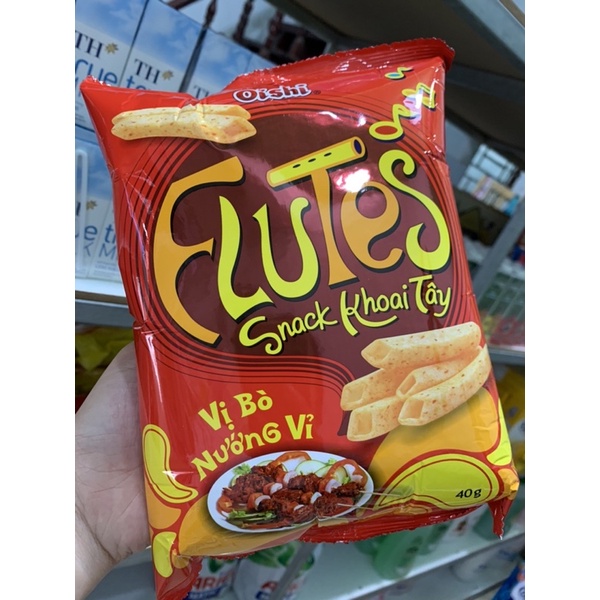 Oishi
FLUTES
Snack Khoai Tây
Vị Bò
Nướng Vỉ
40g
TH
TH